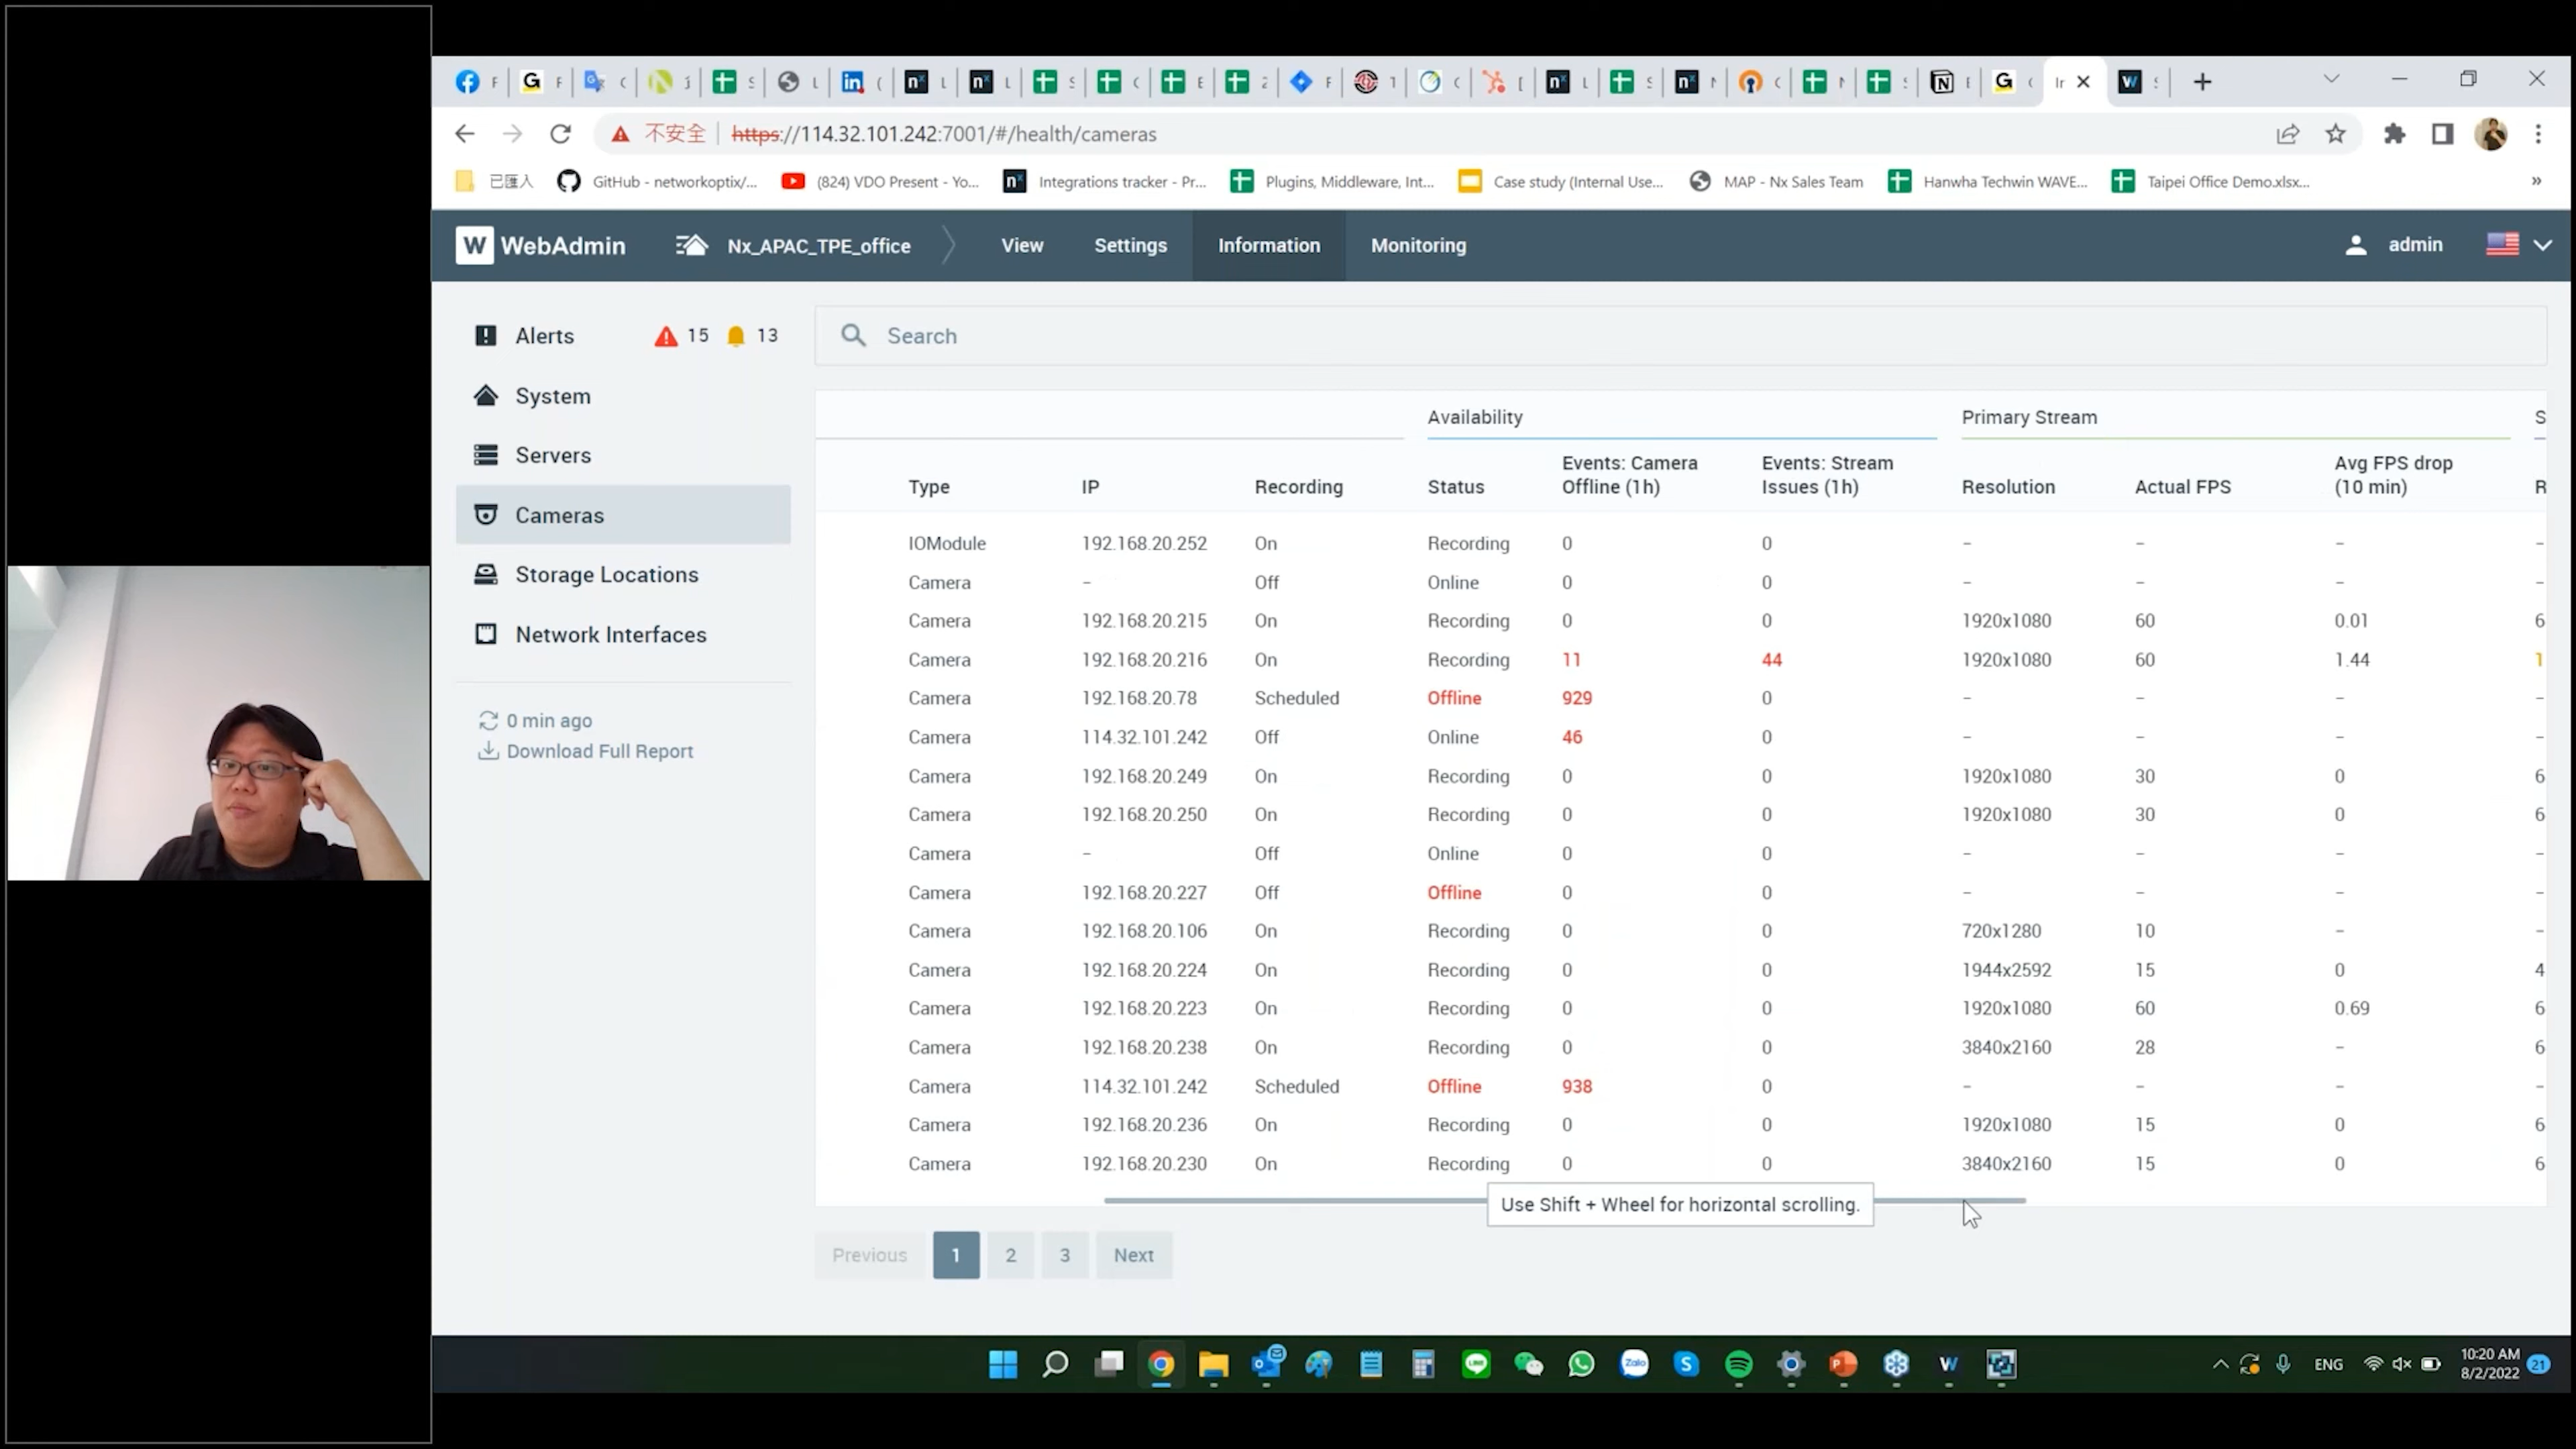 不安全 https://114.32.101.242:7001/#/health/cameras
已匯入 GitHub - networkoptix/... (824) VDO Present - Yo... Integrations tracker - Pr... Plugins, Middleware, Int... Case study (Internal Use... MAP - Nx Sales Team Hanwha Techwin WAVE... Taipei Office Demo.xlsx... »
W WebAdmin Nx_APAC_TPE_office View Settings Information Monitoring admin
Alerts 15 13
System
Servers
Cameras
Storage Locations
Network Interfaces
0 min ago
Download Full Report
Search
Availability Primary Stream S
Type IP Recording Status Events: Camera Offline (1h) Events: Stream Issues (1h) Resolution Actual FPS Avg FPS drop (10 min) R
IOModule 192.168.20.252 On Recording 0 0 – – – –
Camera – Off Online 0 0 – – – –
Camera 192.168.20.215 On Recording 0 0 1920x1080 60 0.01 6
Camera 192.168.20.216 On Recording 11 44 1920x1080 60 1.44 1
Camera 192.168.20.78 Scheduled Offline 929 0 – – – –
Camera 114.32.101.242 Off Online 46 0 – – – –
Camera 192.168.20.249 On Recording 0 0 1920x1080 30 0 6
Camera 192.168.20.250 On Recording 0 0 1920x1080 30 0 6
Camera – Off Online 0 0 – – – –
Camera 192.168.20.227 Off Offline 0 0 – – – –
Camera 192.168.20.106 On Recording 0 0 720x1280 10 – –
Camera 192.168.20.224 On Recording 0 0 1944x2592 15 0 4
Camera 192.168.20.223 On Recording 0 0 1920x1080 60 0.69 6
Camera 192.168.20.238 On Recording 0 0 3840x2160 28 – 6
Camera 114.32.101.242 Scheduled Offline 938 0 – – – –
Camera 192.168.20.236 On Recording 0 0 1920x1080 15 0 6
Camera 192.168.20.230 On Recording 0 0 3840x2160 15 0 6
Use Shift + Wheel for horizontal scrolling.
Previous 1 2 3 Next
ENG 10:20 AM 21
8/2/2022